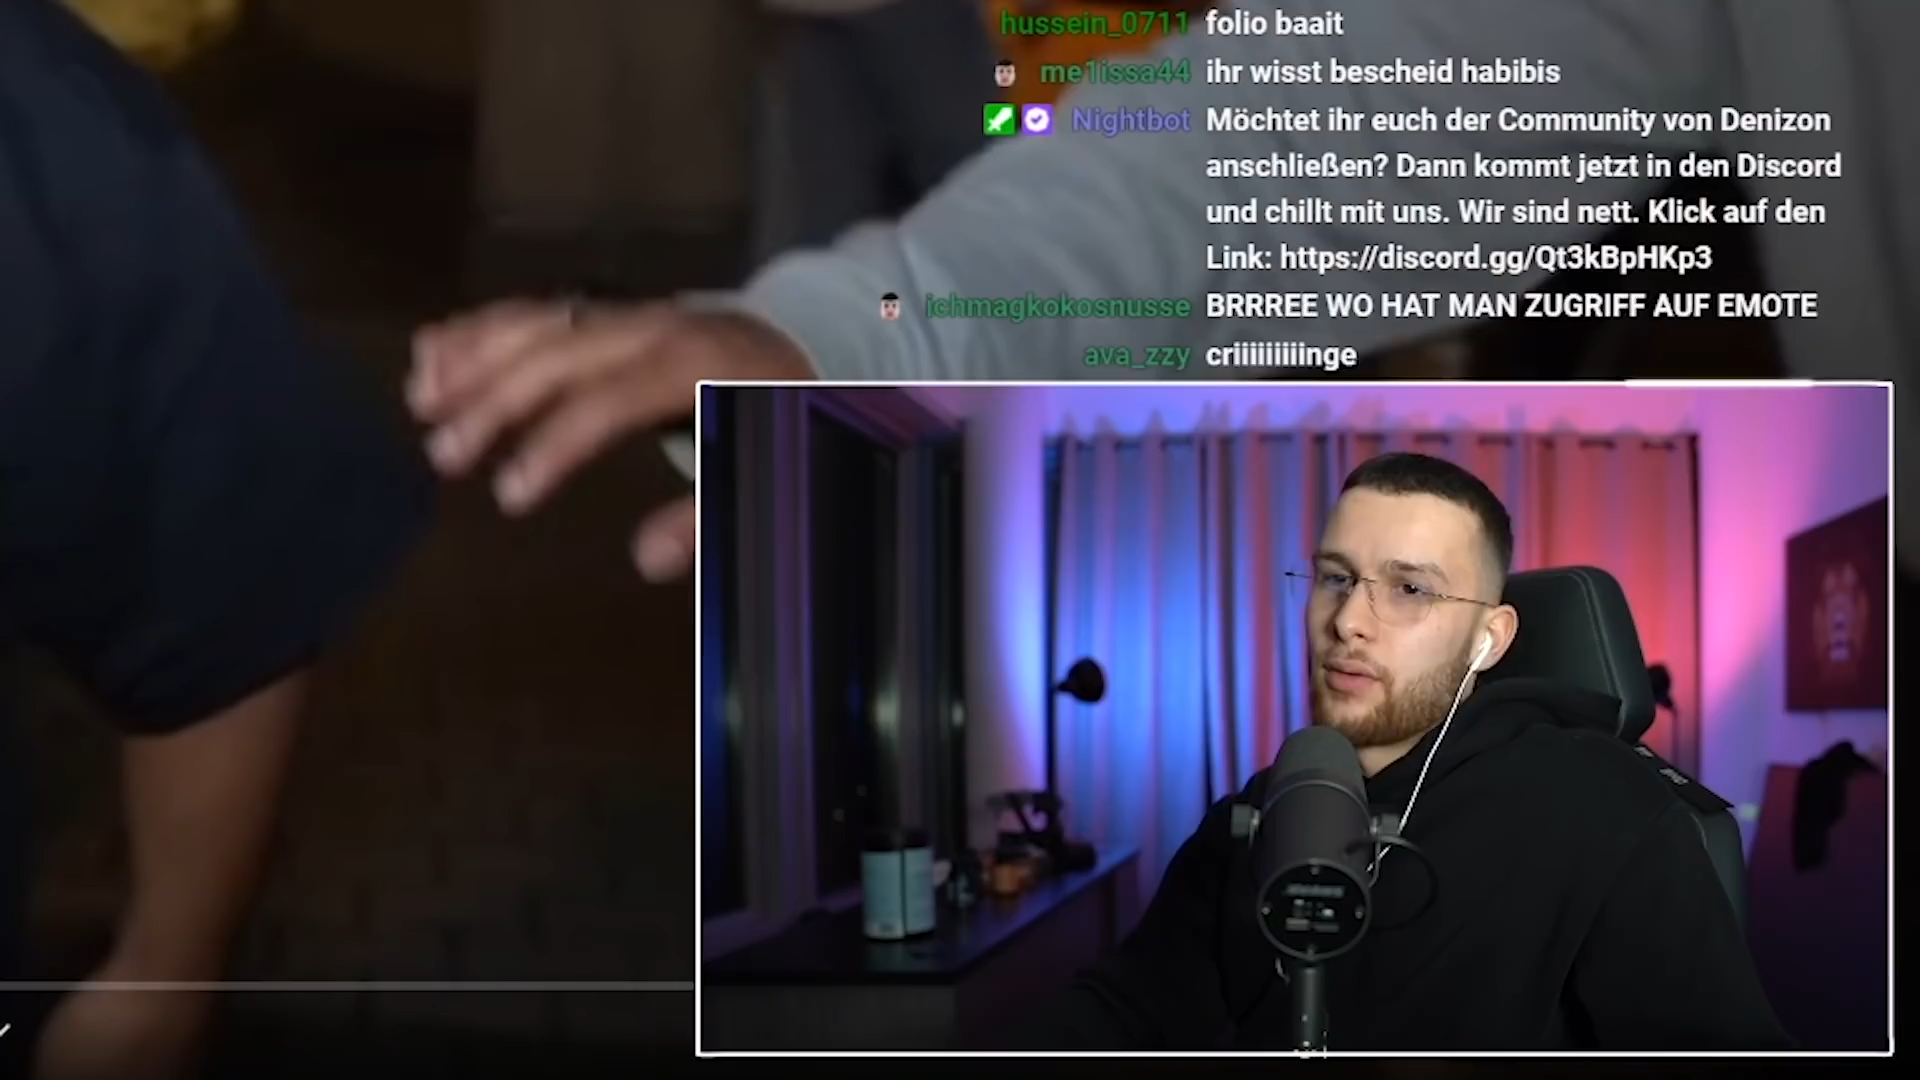 hussein_0711 folio baait
me1issa44 ihr wisst bescheid habibis
Nightbot Möchtet ihr euch der Community von Denizon
anschließen? Dann kommt jetzt in den Discord
und chillt mit uns. Wir sind nett. Klick auf den
Link: https://discord.gg/Qt3kBpHKp3
ichmagkokosnusse BRRREE WO HAT MAN ZUGRIFF AUF EMOTE
ava_zzy criiiiiiiiinge